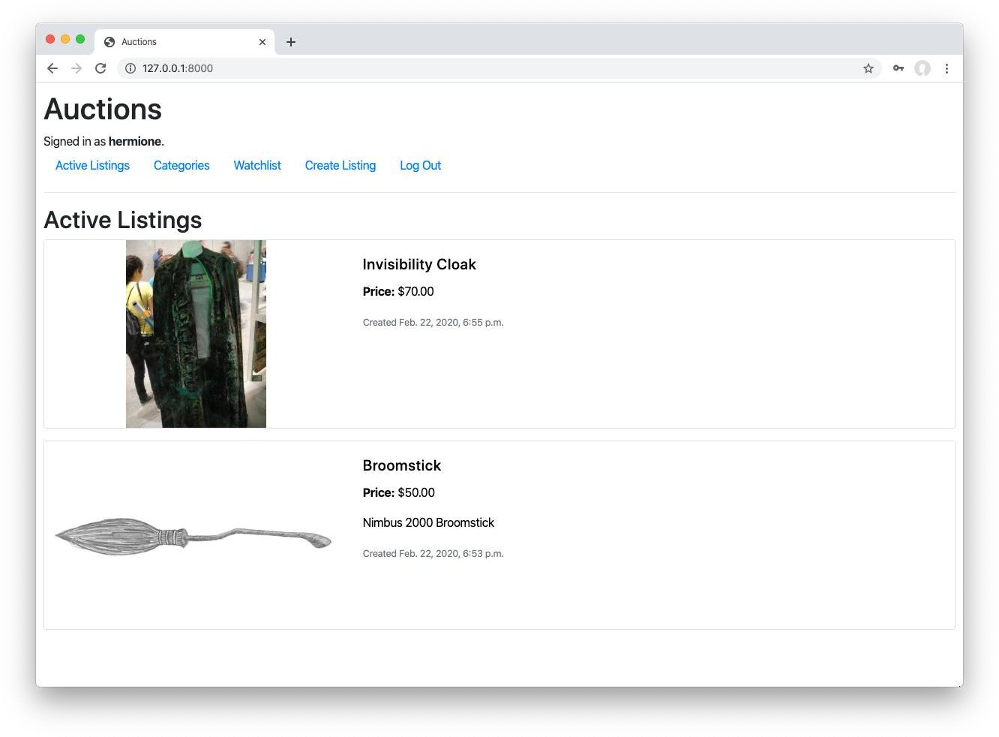 Auctions
127.0.0.1:8000
Auctions
Signed in as hermione.
Active Listings Categories Watchlist Create Listing Log Out
Active Listings
Invisibility Cloak
Price: $70.00
Created Feb. 22, 2020, 6:55 p.m.
Broomstick
Price: $50.00
Nimbus 2000 Broomstick
Created Feb. 22, 2020, 6:53 p.m.